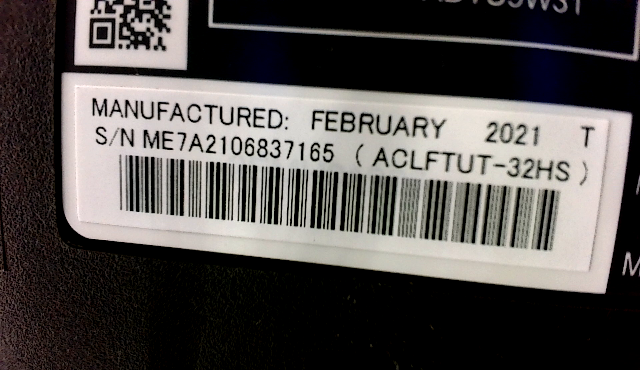 MANUFACTURED: FEBRUARY 2021 T
S/N ME7A2106837165 (ACLFTUT-32HS)